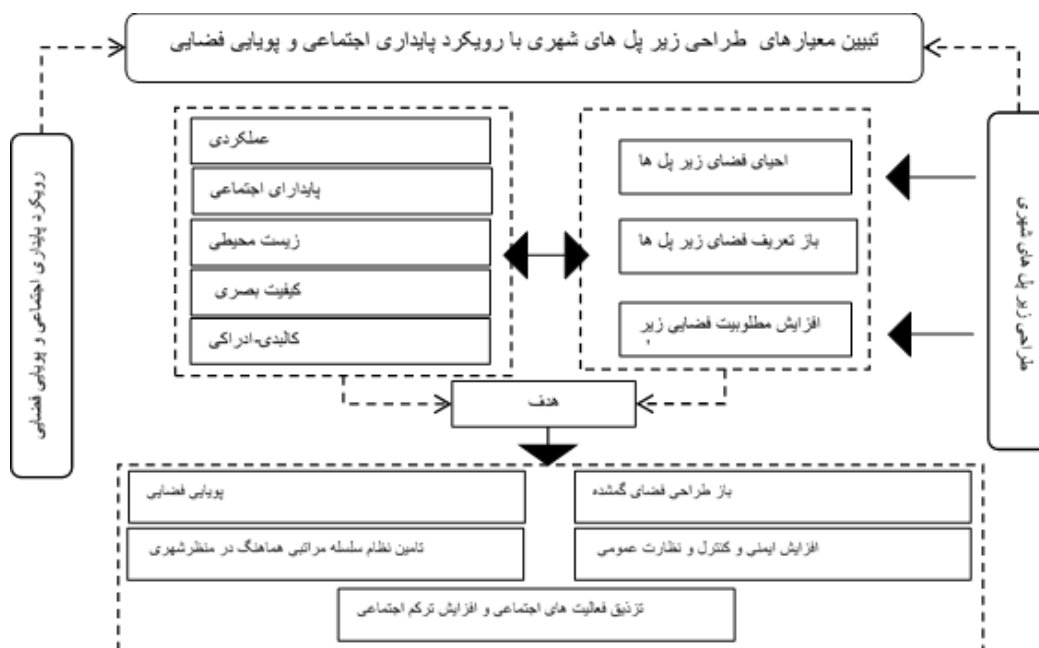 تبیین معیارهای طراحی زیر پل های شهری با رویکرد پایداری اجتماعی و پویایی فضایی
طراحی زیر پل های شهری
احیای فضای زیر پل ها
باز تعریف فضای زیر پل ها
افزایش مطلوبیت فضایی زیر
عملکردی
پایدارای اجتماعی
زیست محیطی
کیفیت بصری
کالبدی-ادراکی
رویکرد پایداری اجتماعی و پویایی فضایی
هدف
باز طراحی فضای گمشده
پویایی فضایی
افزایش ایمنی و کنترل و نظارت عمومی
تامین نظام سلسله مراتبی هماهنگ در منظرشهری
تزذیق فعالیت های اجتماعی و افزایش ترکم اجتماعی